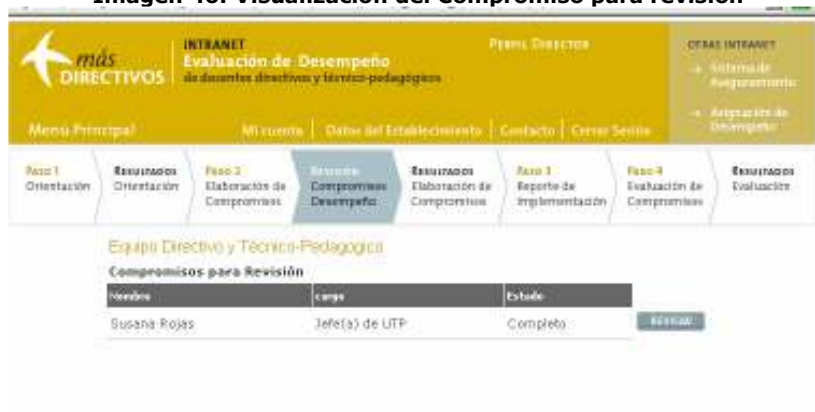 Imagen 40: Visualización del Compromiso para revisión
más
DIRECTIVOS
INTRANET
Evaluación de Desempeño
de docentes directivos y técnico-pedagógicos
PERFIL DIRECTOR
OTRAS INTRANET
→ Sistema de
Aseguramiento
→ Asignación de
Desempeño
Menú Principal
Mi cuenta | Datos del Establecimiento | Contacto | Cerrar Sesión
PASO 1
Orientación
RESULTADOS
Orientación
PASO 2
Elaboración de
Compromisos
REVISIÓN
Compromisos
Desempeño
RESULTADOS
Elaboración de
Compromisos
PASO 3
Reporte de
Implementación
PASO 4
Evaluación de
Compromisos
RESULTADOS
Evaluación
Equipo Directivo y Técnico-Pedagógico
Compromisos para Revisión
Nombre cargo Estado
Susana Rojas Jefe(a) de UTP Completo REVISAR